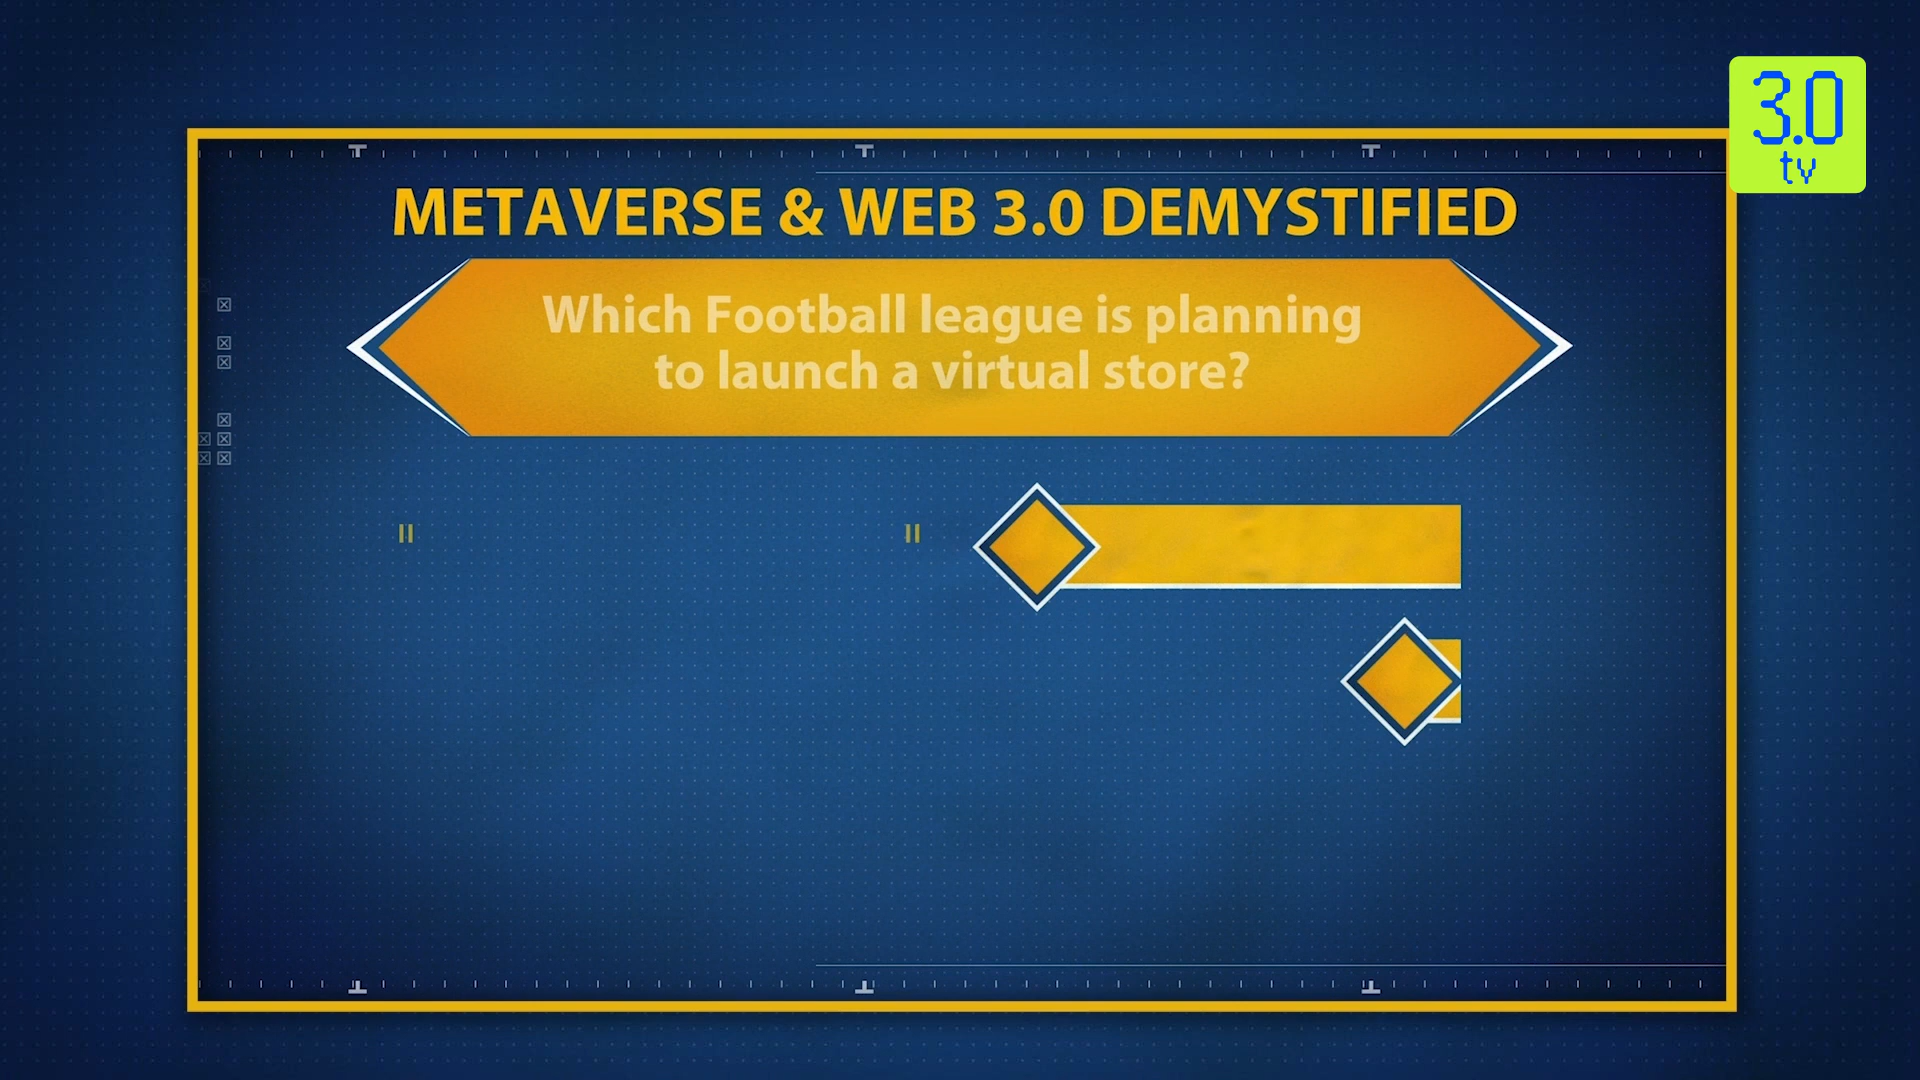 3.0
tv
METAVERSE & WEB 3.0 DEMYSTIFIED
Which Football league is planning
to launch a virtual store?